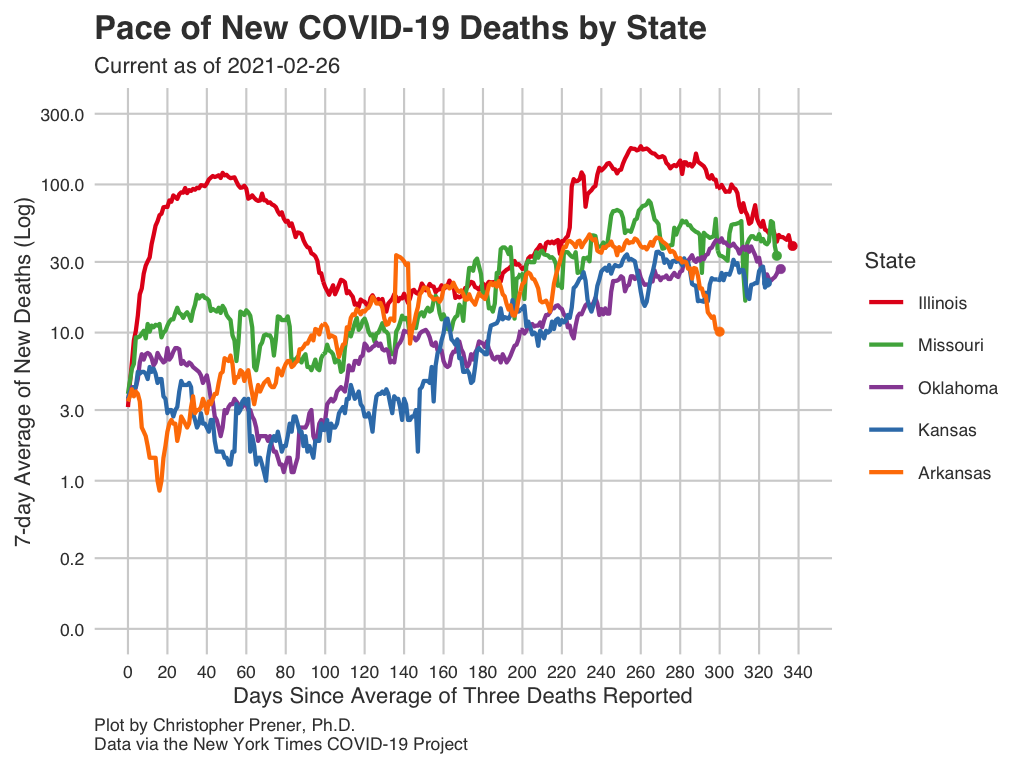 Pace of New COVID-19 Deaths by State
Current as of 2021-02-26
7-day Average of New Deaths (Log)
300.0
100.0
30.0
10.0
3.0
1.0
0.2
0.0
0 20 40 60 80 100 120 140 160 180 200 220 240 260 280 300 320 340
Days Since Average of Three Deaths Reported
State
Illinois
Missouri
Oklahoma
Kansas
Arkansas
Plot by Christopher Prener, Ph.D.
Data via the New York Times COVID-19 Project